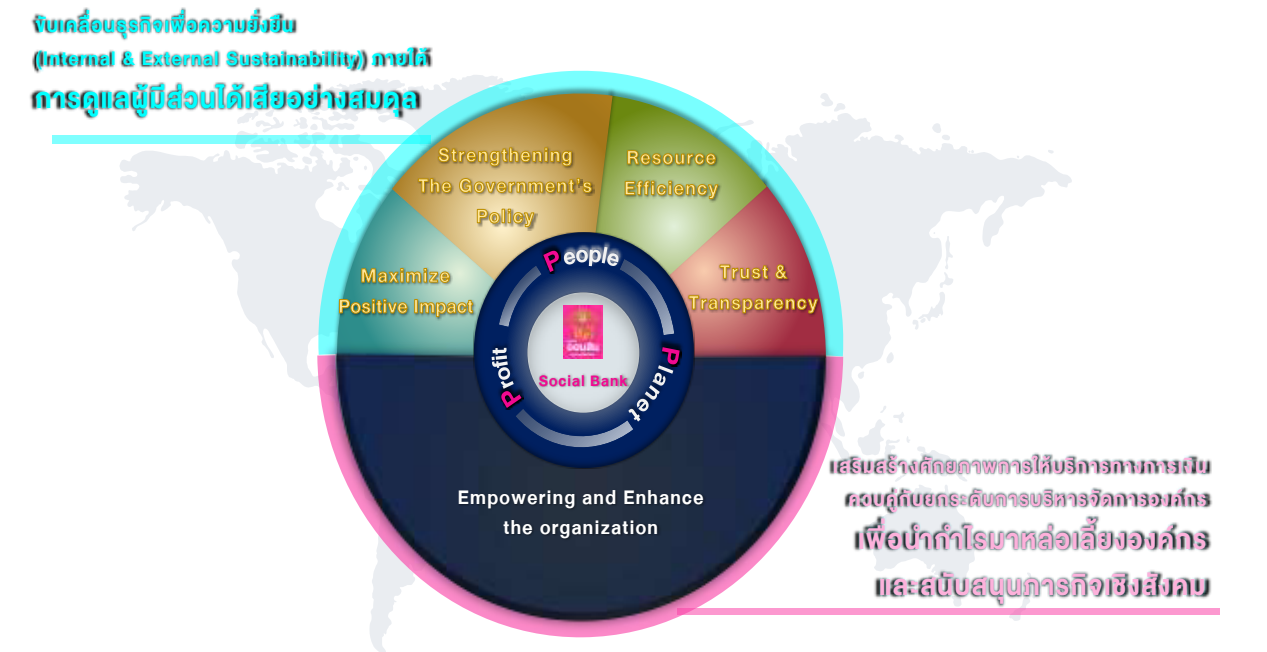 ขับเคลื่อนธุรกิจเพื่อความยั่งยืน
(Internal & External Sustainability) ภายใต้
การดูแลผู้มีส่วนได้เสียอย่างสมดุล
Strengthening
The Government's
Policy
Resource
Efficiency
Maximize
Positive Impact
Trust &
Transparency
People
Planet
Profit
ออมสิน
Social Bank
Empowering and Enhance
the organization
เสริมสร้างศักยภาพการให้บริการทางการเงิน
ควบคู่กับยกระดับการบริหารจัดการองค์กร
เพื่อนำกำไรมาหล่อเลี้ยงองค์กร
และสนับสนุนภารกิจเชิงสังคม